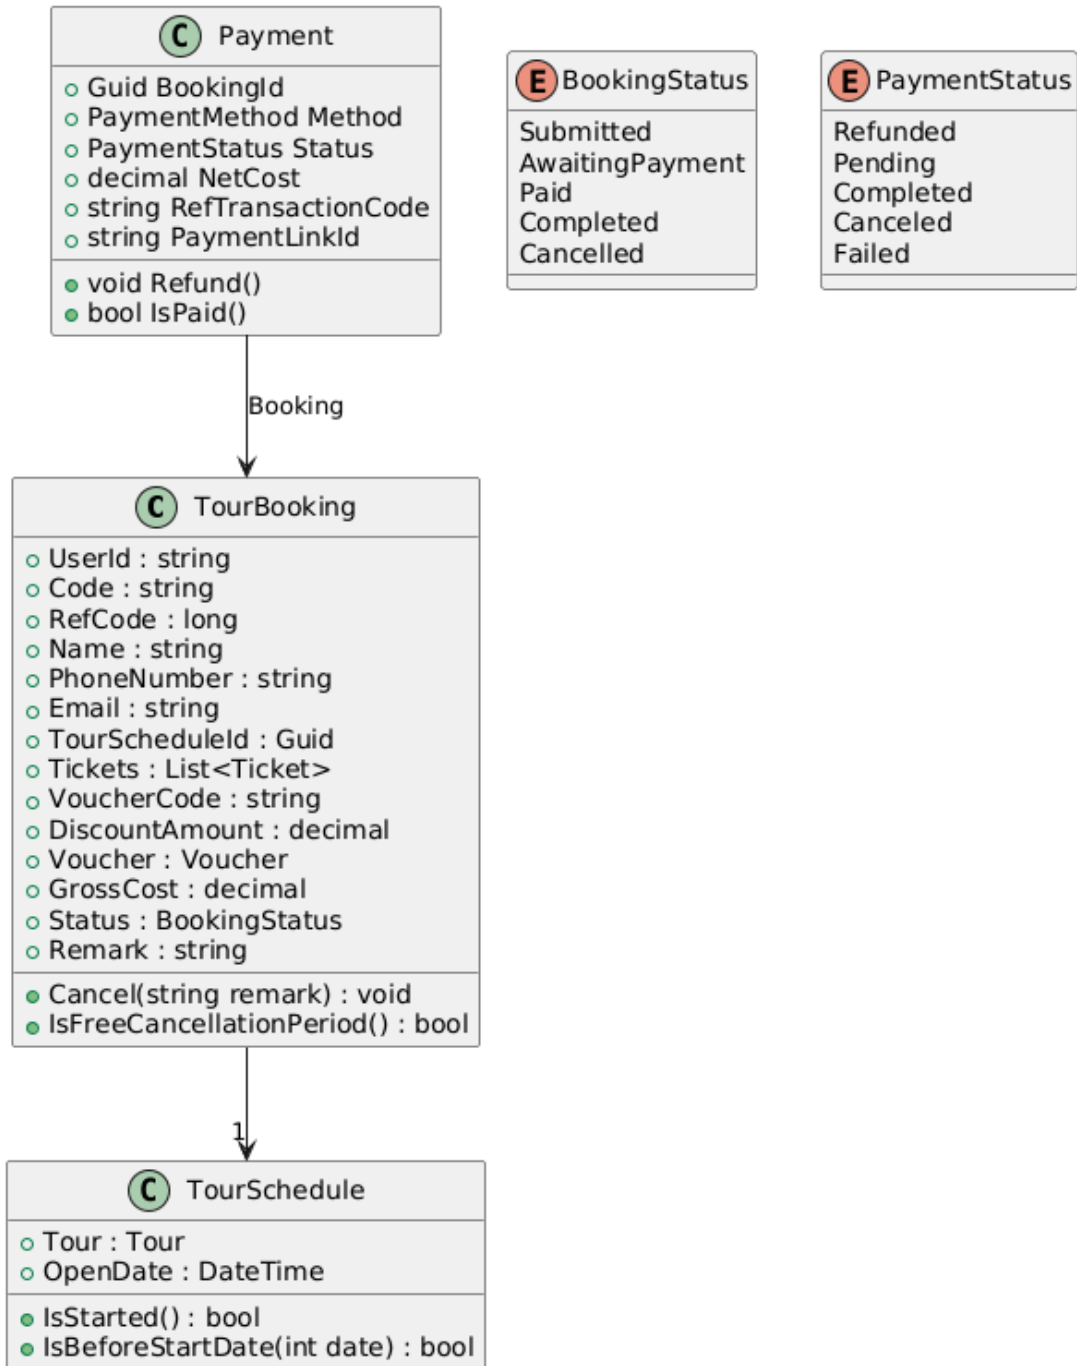 C Payment
Guid BookingId
PaymentMethod Method
PaymentStatus Status
decimal NetCost
string RefTransactionCode
string PaymentLinkId
void Refund()
bool IsPaid()
E BookingStatus
Submitted
AwaitingPayment
Paid
Completed
Cancelled
E PaymentStatus
Refunded
Pending
Completed
Canceled
Failed
Booking
C TourBooking
UserId : string
Code : string
RefCode : long
Name : string
PhoneNumber : string
Email : string
TourScheduleId : Guid
Tickets : List<Ticket>
VoucherCode : string
DiscountAmount : decimal
Voucher : Voucher
GrossCost : decimal
Status : BookingStatus
Remark : string
Cancel(string remark) : void
IsFreeCancellationPeriod() : bool
1
C TourSchedule
Tour : Tour
OpenDate : DateTime
IsStarted() : bool
IsBeforeStartDate(int date) : bool